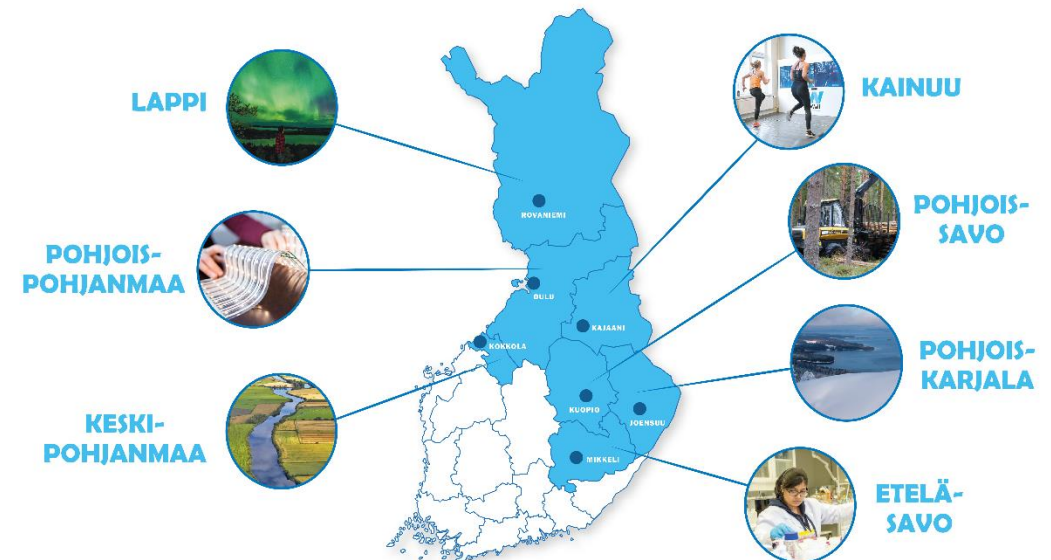 LAPPI
KAINUU
POHJOIS-
SAVO
ROVANIEMI
POHJOIS-
POHJANMAA
OULU
KAJAANI
KOKKOLA
POHJOIS-
KARJALA
KUOPIO
JOENSUU
KESKI-
POHJANMAA
MIKKELI
ETELÄ-
SAVO